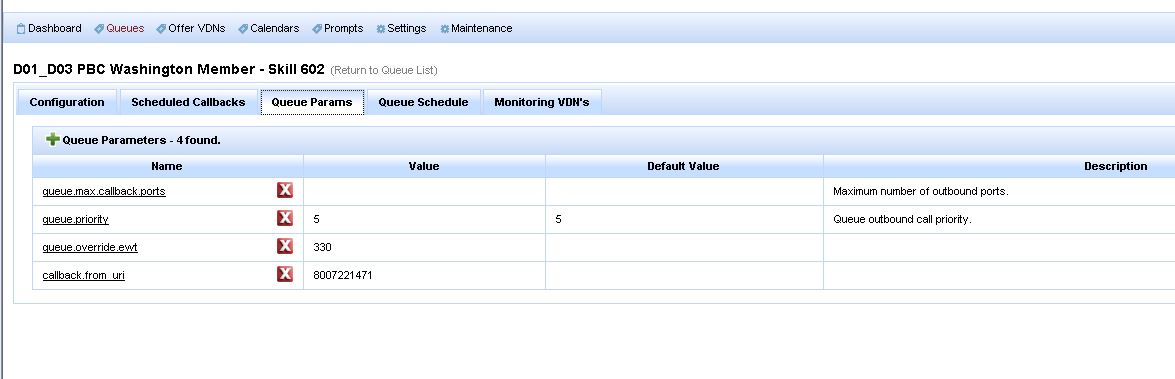 Dashboard Queues Offer VDNs Calendars Prompts Settings Maintenance
D01_D03 PBC Washington Member - Skill 602 (Return to Queue List)
Configuration Scheduled Callbacks Queue Params Queue Schedule Monitoring VDN's
Queue Parameters - 4 found.
Name Value Default Value Description
queue.max.callback.ports X Maximum number of outbound ports.
queue.priority X 5 5 Queue outbound call priority.
queue.override.ewt X 330
callback.from_uri X 8007221471